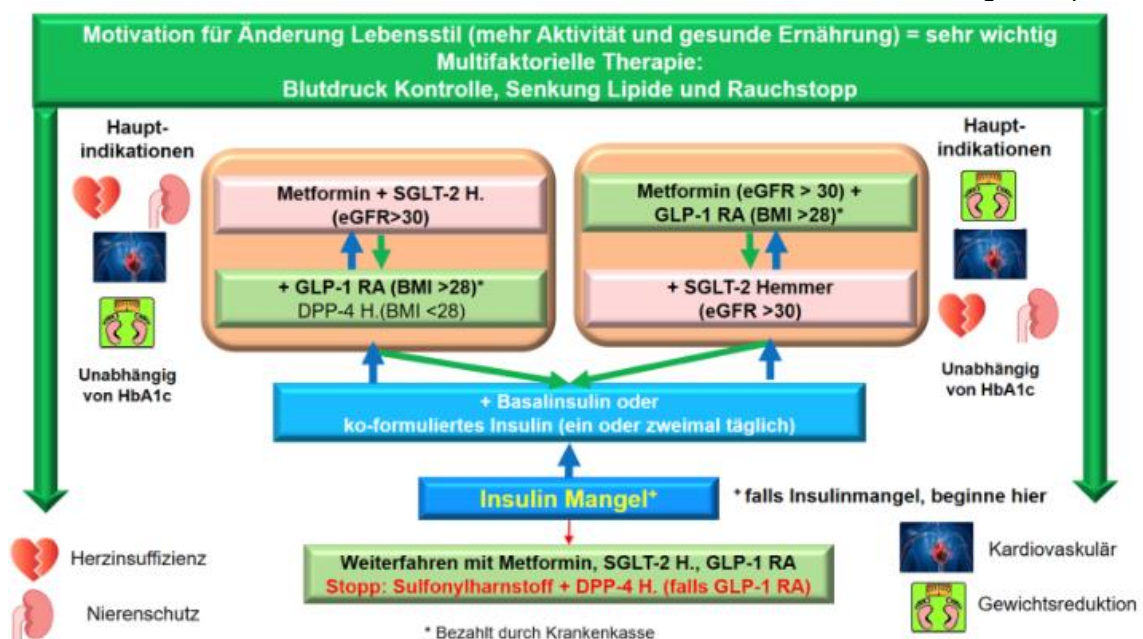 Motivation für Änderung Lebensstil (mehr Aktivität und gesunde Ernährung) = sehr wichtig
Multifaktorielle Therapie:
Blutdruck Kontrolle, Senkung Lipide und Rauchstopp
Haupt-
indikationen
Metformin + SGLT-2 H.
(eGFR>30)
+ GLP-1 RA (BMI >28)*
DPP-4 H.(BMI <28)
Unabhängig
von HbA1c
Metformin (eGFR > 30) +
GLP-1 RA (BMI >28)*
+ SGLT-2 Hemmer
(eGFR >30)
Haupt-
indikationen
Unabhängig
von HbA1c
+ Basalinsulin oder
ko-formuliertes Insulin (ein oder zweimal täglich)
Insulin Mangel+
+ falls Insulinmangel, beginne hier
Weiterfahren mit Metformin, SGLT-2 H., GLP-1 RA
Stopp: Sulfonylharnstoff + DPP-4 H. (falls GLP-1 RA)
Herzinsuffizienz
Nierenschutz
Kardiovaskulär
Gewichtsreduktion
* Bezahlt durch Krankenkasse